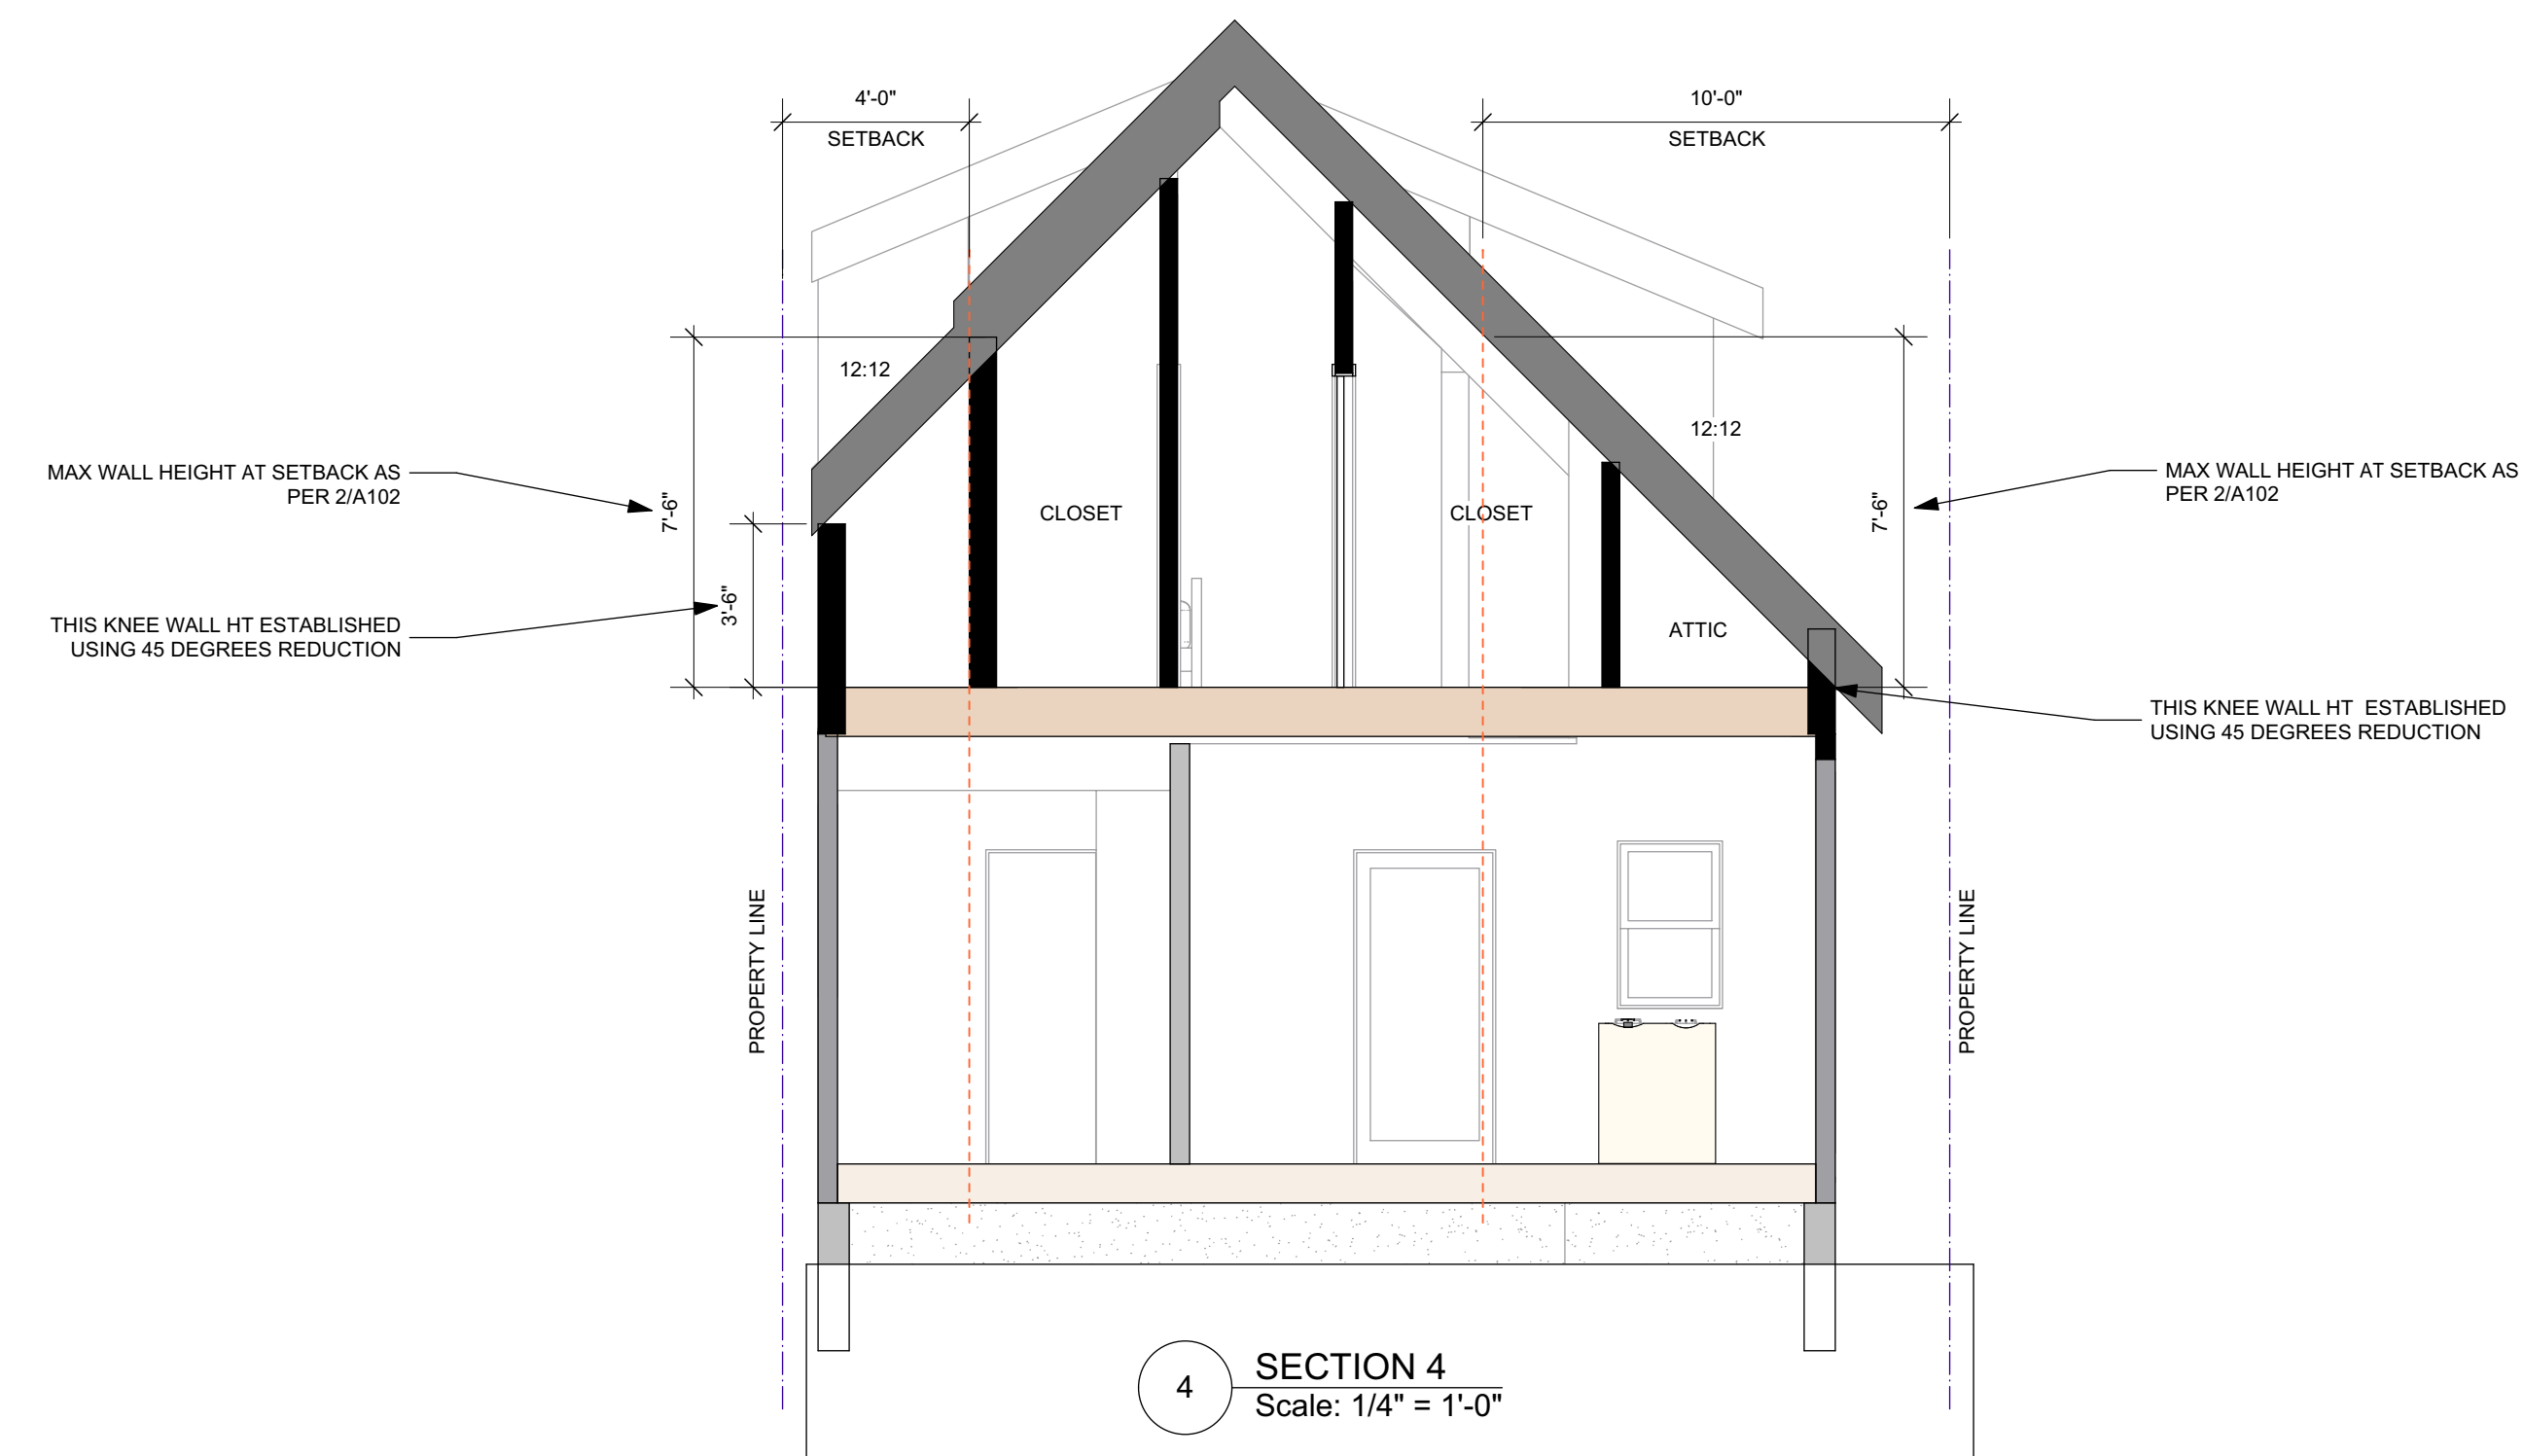 4'-0"
SETBACK
10'-0"
SETBACK
12:12
12:12
MAX WALL HEIGHT AT SETBACK AS
PER 2/A102
7'-6"
3'-6"
THIS KNEE WALL HT ESTABLISHED
USING 45 DEGREES REDUCTION
CLOSET
CLOSET
ATTIC
7'-6"
MAX WALL HEIGHT AT SETBACK AS
PER 2/A102
THIS KNEE WALL HT ESTABLISHED
USING 45 DEGREES REDUCTION
PROPERTY LINE
PROPERTY LINE
4
SECTION 4
Scale: 1/4" = 1'-0"